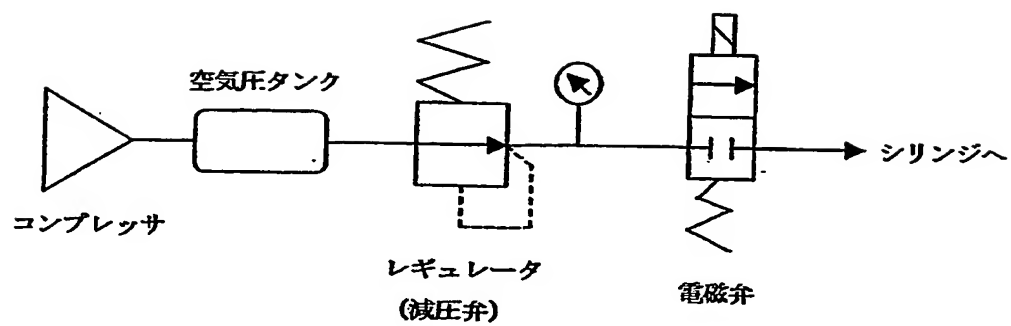 空気圧タンク
シリンジへ
コンプレッサ
レギュレータ
(減圧弁)
電磁弁